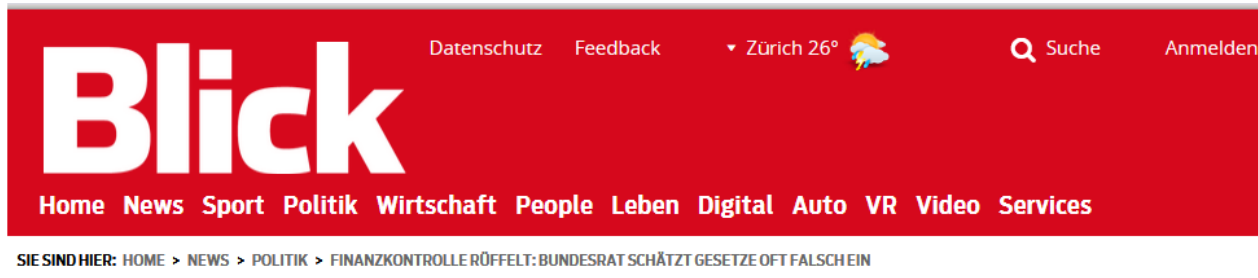 Blick
Datenschutz Feedback ▾ Zürich 26° Suche Anmelden
Home News Sport Politik Wirtschaft People Leben Digital Auto VR Video Services
SIE SIND HIER: HOME > NEWS > POLITIK > FINANZKONTROLLE RÜFFELT: BUNDESRAT SCHÄTZT GESETZE OFT FALSCH EIN